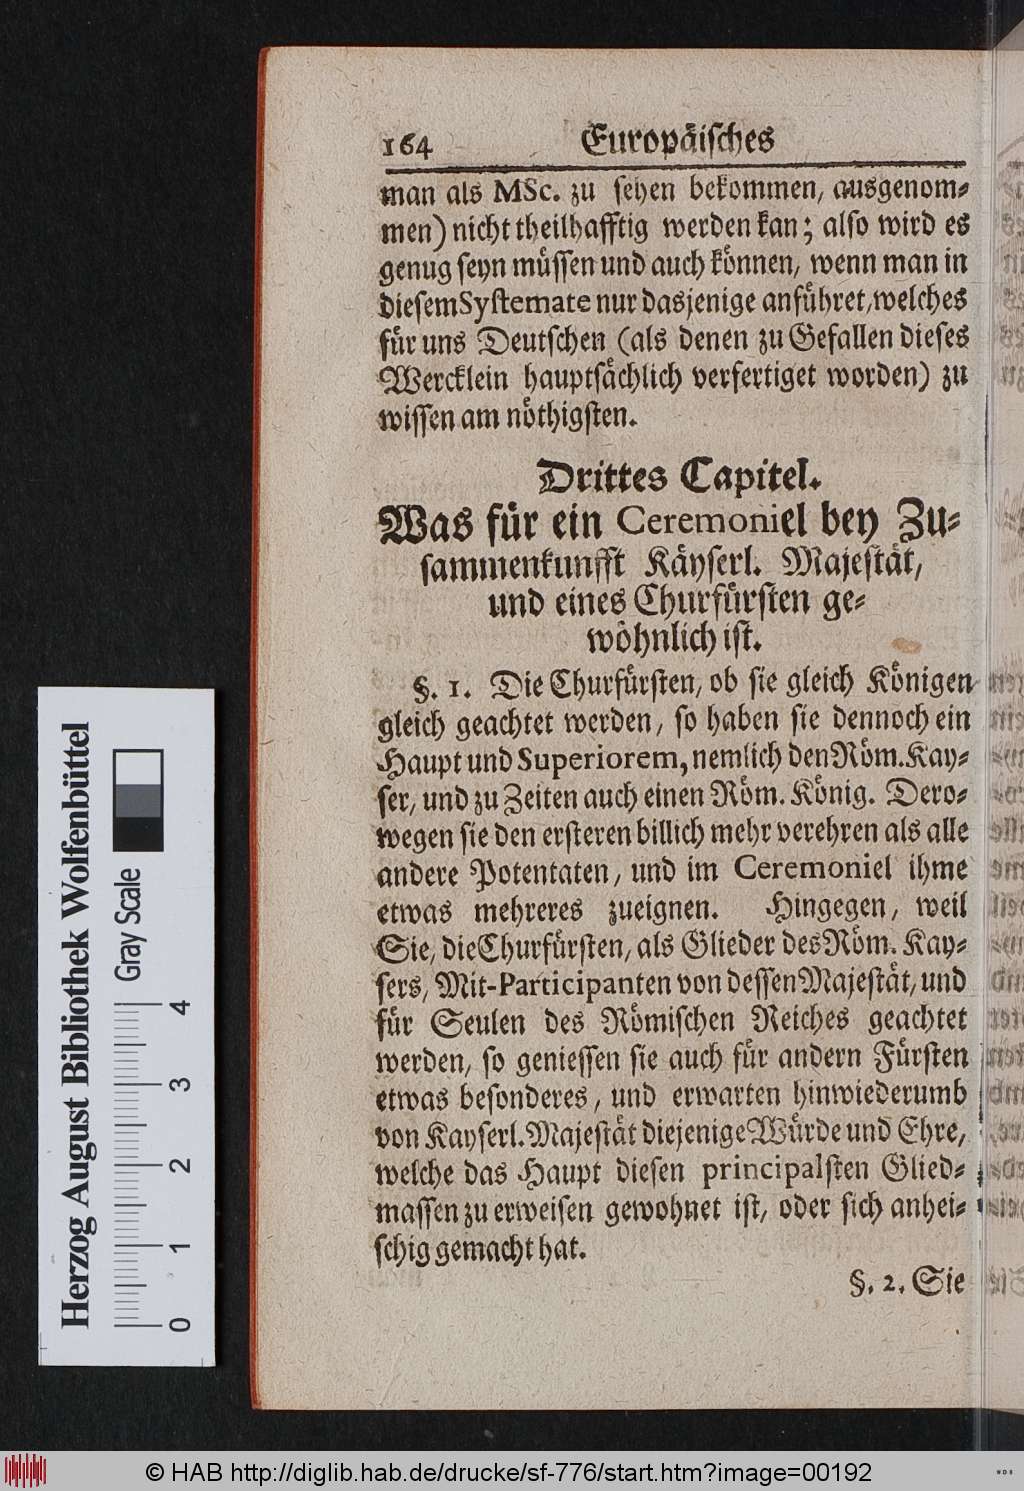 164 Europäiſches
man als MSc. zu ſehen bekommen, ausgenom⸗
men) nicht theilhafftig werden kan; alſo wird es
genug ſeyn müſſen und auch können, wenn man in
dieſem Syſtemate nur dasjenige anführet, welches
für uns Deutſchen (als denen zu Gefallen dieſes
Wercklein hauptſächlich verfertiget worden) zu
wiſſen am nöthigſten.
Drittes Capitel.
Was für ein Ceremoniel bey Zu⸗
ſammenkunfft Käyſerl. Majeſtät,
und eines Churfürſten ge⸗
wöhnlich iſt.
§. 1. Die Churfürſten, ob ſie gleich Königen
gleich geachtet werden, ſo haben ſie dennoch ein
Haupt und Superiorem, nemlich den Röm. Kay⸗
ſer, und zu Zeiten auch einen Röm. König. Dero⸗
wegen ſie den erſteren billich mehr verehren als alle
andere Potentaten, und im Ceremoniel ihme
etwas mehreres zueignen. Hingegen, weil
Sie, die Churfürſten, als Glieder des Röm. Kay⸗
ſers, Mit-Participanten von deſſen Majeſtät, und
für Seulen des Römiſchen Reiches geachtet
werden, ſo genieſſen ſie auch für andern Fürſten
etwas beſonderes, und erwarten hinwiederumb
von Kayſerl. Majeſtät diejenige Würde und Ehre,
welche das Haupt dieſen principalſten Glied⸗
maſſen zu erweiſen gewohnet iſt, oder ſich anhei⸗
ſchig gemacht hat.
§. 2. Sie
Herzog August Bibliothek Wolfenbüttel
Gray Scale
0 1 2 3 4
© HAB http://diglib.hab.de/drucke/sf-776/start.htm?image=00192